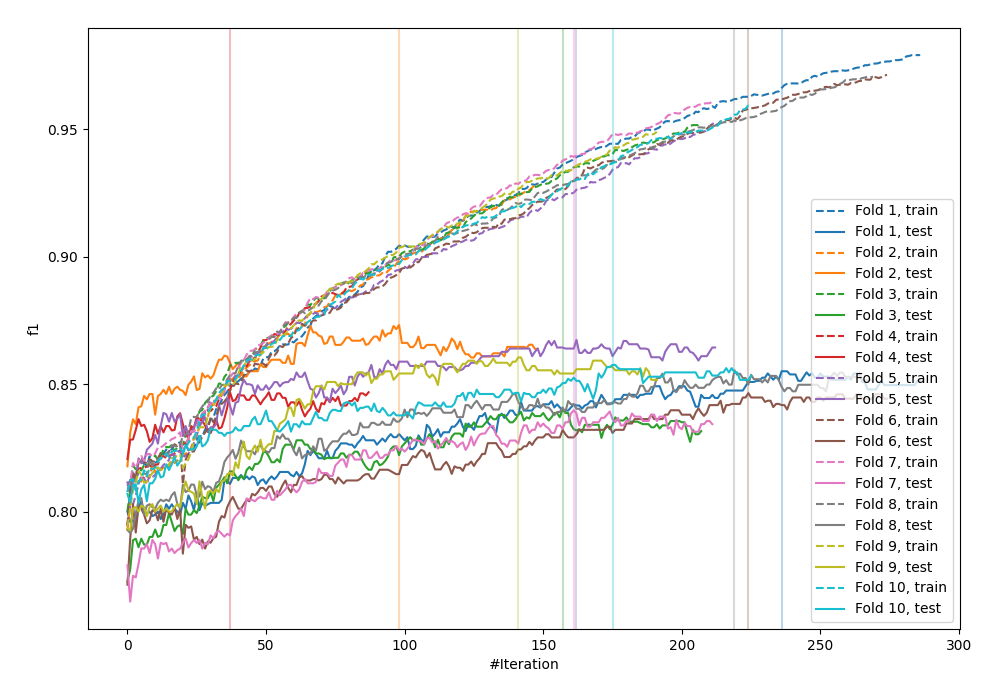 0.95
0.90
0.85
0.80
f1
0
50
100
150
200
250
300
#Iteration
Fold 1, train
Fold 1, test
Fold 2, train
Fold 2, test
Fold 3, train
Fold 3, test
Fold 4, train
Fold 4, test
Fold 5, train
Fold 5, test
Fold 6, train
Fold 6, test
Fold 7, train
Fold 7, test
Fold 8, train
Fold 8, test
Fold 9, train
Fold 9, test
Fold 10, train
Fold 10, test